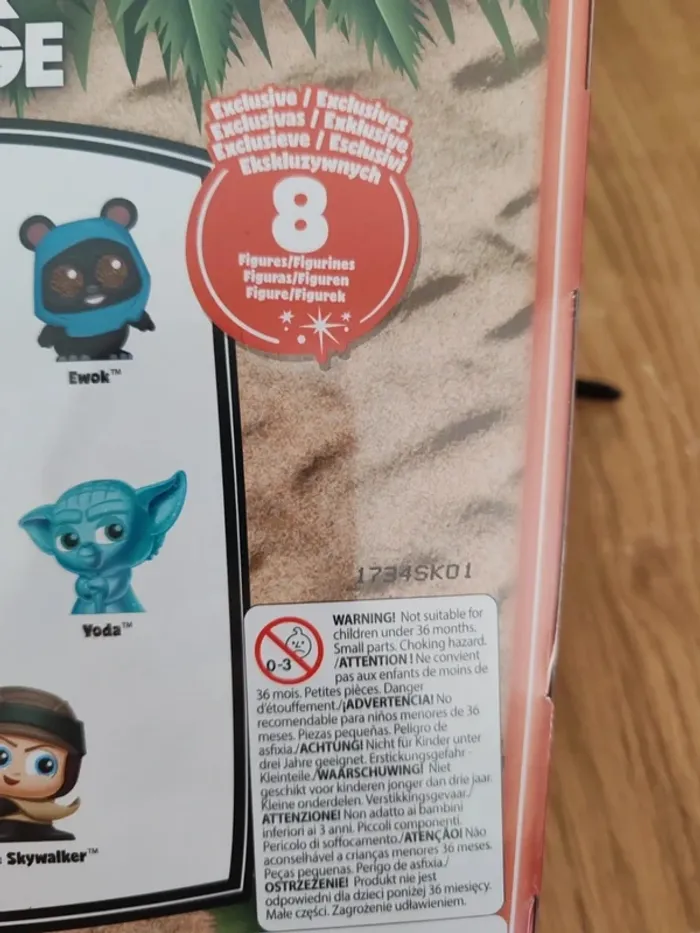 GE
Exclusive / Exclusives
Exclusivas / Exklusive
Exclusieve / Esclusivi
Ekskluzywnych
8
Figures/Figurines
Figuras/Figuren
Figure/Figurek
Ewok™
Yoda™
Skywalker™
1734SK01
0-3
WARNING! Not suitable for
children under 36 months.
Small parts. Choking hazard.
/ATTENTION ! Ne convient
pas aux enfants de moins de
36 mois. Petites pièces. Danger
d'étouffement./¡ADVERTENCIA! No
recomendable para niños menores de 36
meses. Piezas pequeñas. Peligro de
asfixia./ACHTUNG! Nicht für Kinder unter
drei Jahre geeignet. Erstickungsgefahr -
Kleinteile./WAARSCHUWING! Niet
geschikt voor kinderen jonger dan drie jaar.
Kleine onderdelen. Verstikkingsgevaar./
ATTENZIONE! Non adatto ai bambini
inferiori ai 3 anni. Piccoli componenti.
Pericolo di soffocamento./ATENÇÃO! Não
aconselhável a crianças menores 36 meses.
Peças pequenas. Perigo de asfixia./
OSTRZEŻENIE! Produkt nie jest
odpowiedni dla dzieci poniżej 36 miesięcy.
Małe części. Zagrożenie udławieniem.